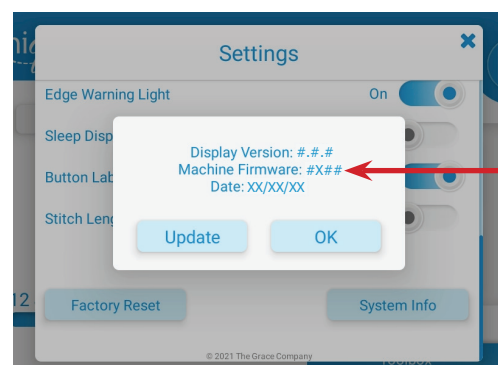 Settings
Edge Warning Light On
Sleep Disp
Display Version: #.#.#
Machine Firmware: #X##
Button Lab
Date: XX/XX/XX
Stitch Leng
Update OK
12
Factory Reset System Info
© 2021 The Grace Company